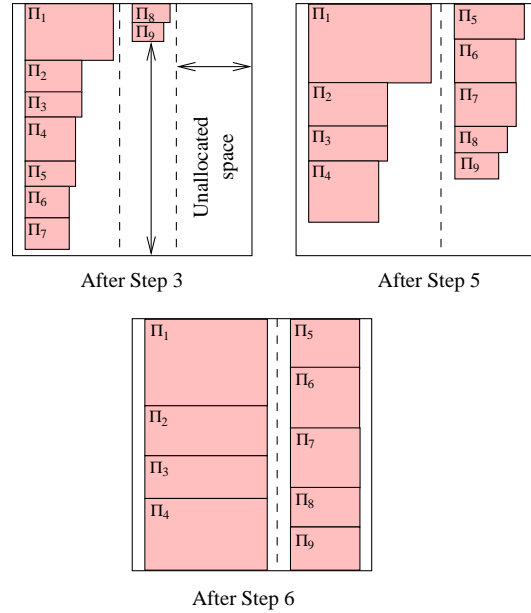 Π1
Π2
Π3
Π4
Π5
Π6
Π7
Π8
Π9
Unallocated
space
After Step 3
Π1
Π2
Π3
Π4
Π5
Π6
Π7
Π8
Π9
After Step 5
Π1
Π2
Π3
Π4
Π5
Π6
Π7
Π8
Π9
After Step 6